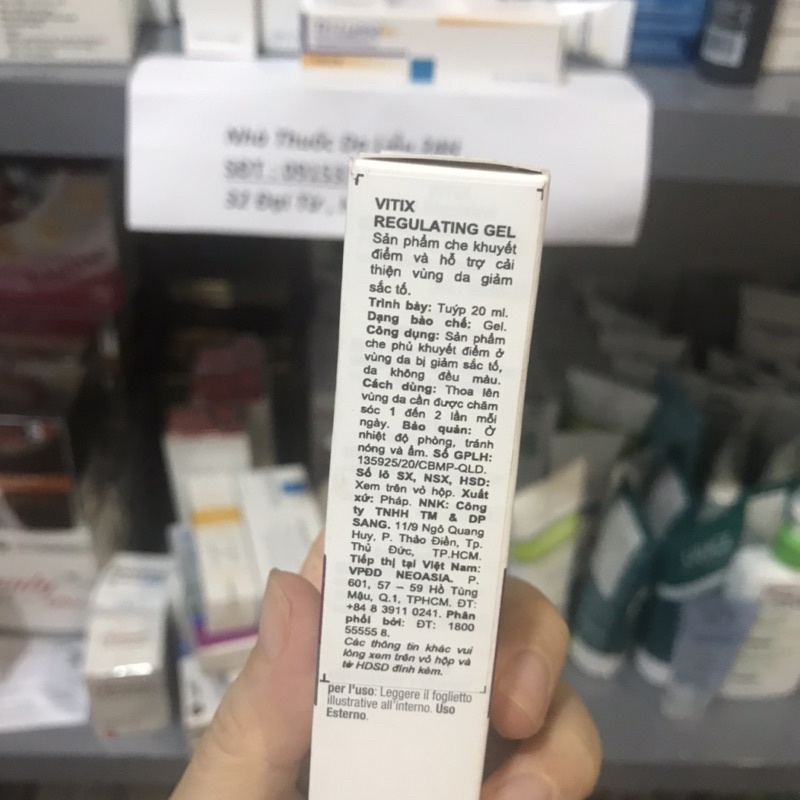 Nhà Thuốc Da Liễu
SĐT :
32 Đại Từ ,
VITIX
REGULATING GEL
Sản phẩm che khuyết
điểm và hỗ trợ cải
thiện vùng da giảm
sắc tố.
Trình bày: Tuýp 20 ml.
Dạng bào chế: Gel.
Công dụng: Sản phẩm
che phủ khuyết điểm ở
vùng da bị giảm sắc tố,
da không đều màu.
Cách dùng: Thoa lên
vùng da cần được chăm
sóc 1 đến 2 lần mỗi
ngày. Bảo quản: Ở
nhiệt độ phòng, tránh
nóng và ẩm. Số GPLH:
135925/20/CBMP-QLD.
Số lô SX, NSX, HSD:
Xem trên vỏ hộp. Xuất
xứ: Pháp. NNK: Công
ty TNHH TM & DP
SANG. 11/9 Ngô Quang
Huy, P. Thảo Điền, Tp.
Thủ Đức, TP.HCM.
Tiếp thị tại Việt Nam:
VPĐD NEOASIA. P.
601, 57 – 59 Hồ Tùng
Mậu, Q.1, TPHCM. ĐT:
+84 8 3911 0241. Phân
phối bởi: ĐT: 1800
55555 8.
Các thông tin khác vui
lòng xem trên vỏ hộp và
tờ HDSD đính kèm.
per l'uso: Leggere il foglietto
illustrative all'interno. Uso
Esterno.